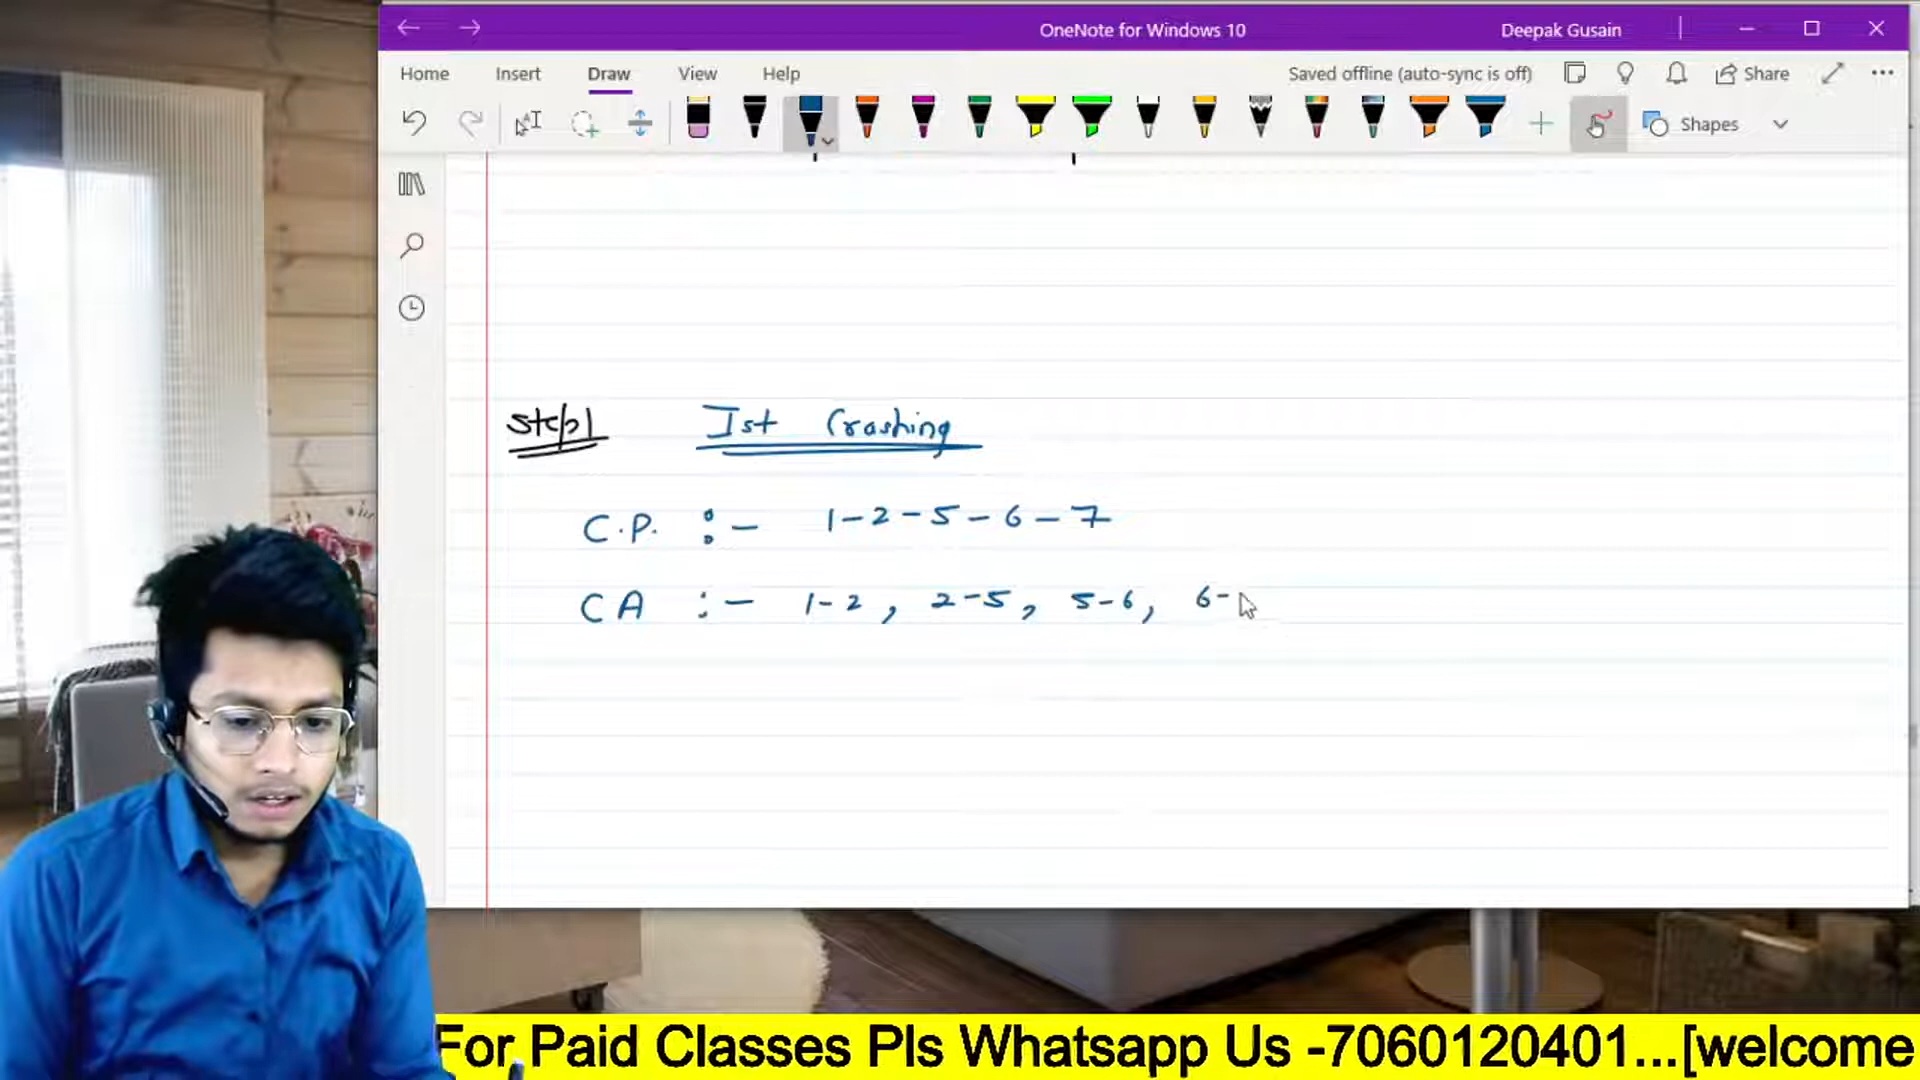 OneNote for Windows 10
Deepak Gusain
Home Insert Draw View Help
Saved offline (auto-sync is off)
Share
Shapes
Step1 Ist Crashing
C.P. :- 1-2-5-6-7
CA :- 1-2, 2-5, 5-6, 6-
For Paid Classes Pls Whatsapp Us -7060120401...[welcome